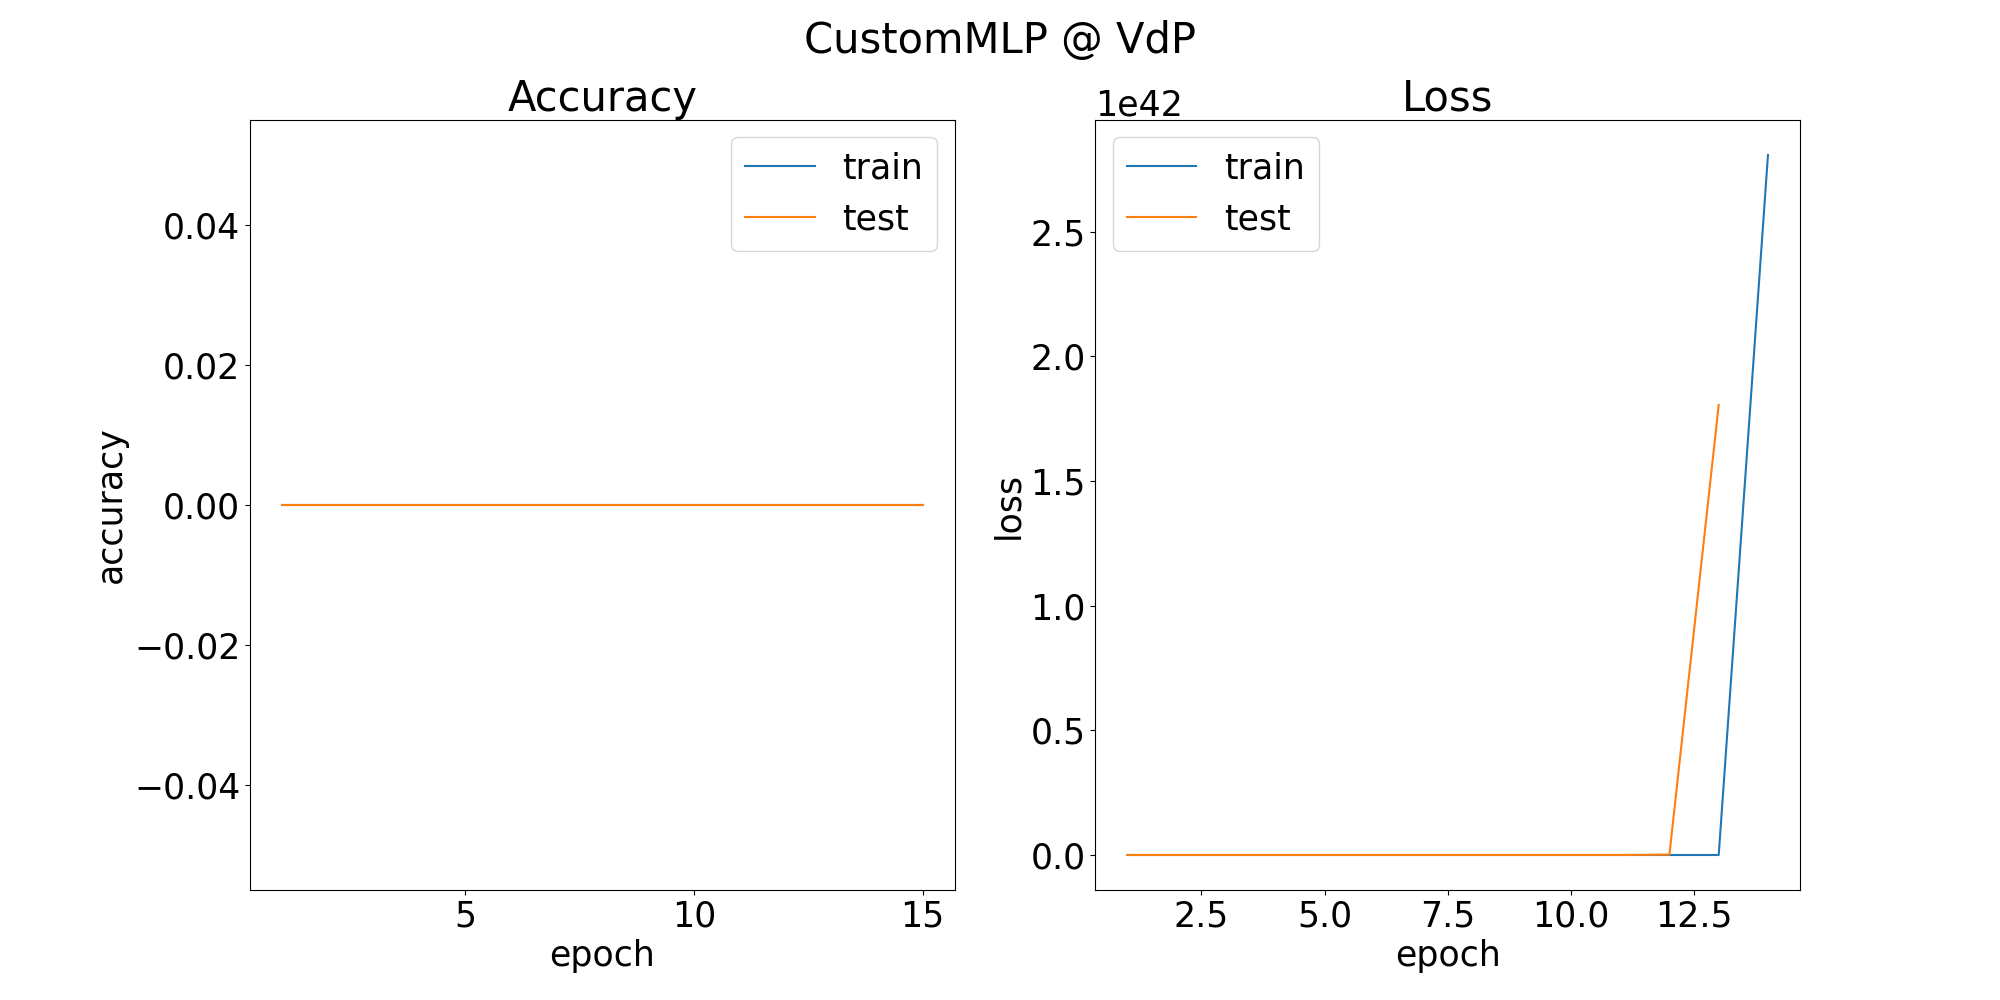 CustomMLP @ VdP
Accuracy
train
test
0.04
0.02
0.00
−0.02
−0.04
accuracy
5
10
15
epoch
Loss
1e42
train
test
2.5
2.0
1.5
1.0
0.5
0.0
loss
2.5
5.0
7.5
10.0
12.5
epoch